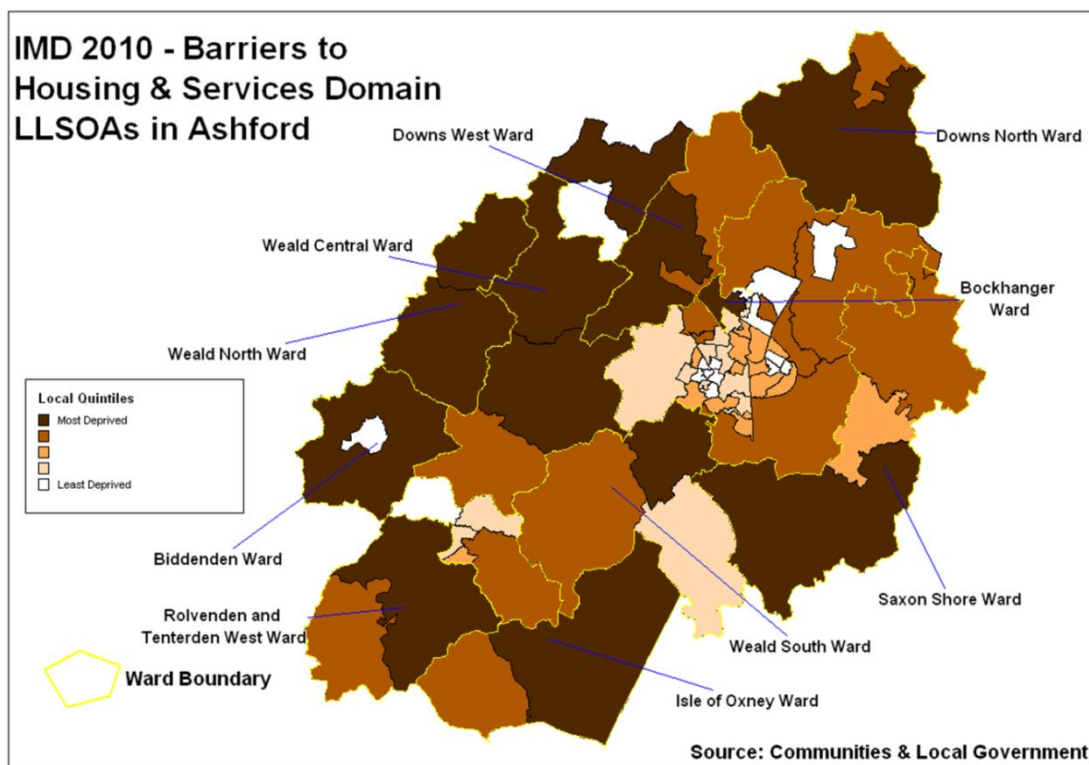 IMD 2010 - Barriers to
Housing & Services Domain
LLSOAs in Ashford
Downs West Ward
Downs North Ward
Weald Central Ward
Bockhanger
Ward
Weald North Ward
Local Quintiles
Most Deprived
Least Deprived
Biddenden Ward
Saxon Shore Ward
Rolvenden and
Tenterden West Ward
Weald South Ward
Ward Boundary
Isle of Oxney Ward
Source: Communities & Local Government